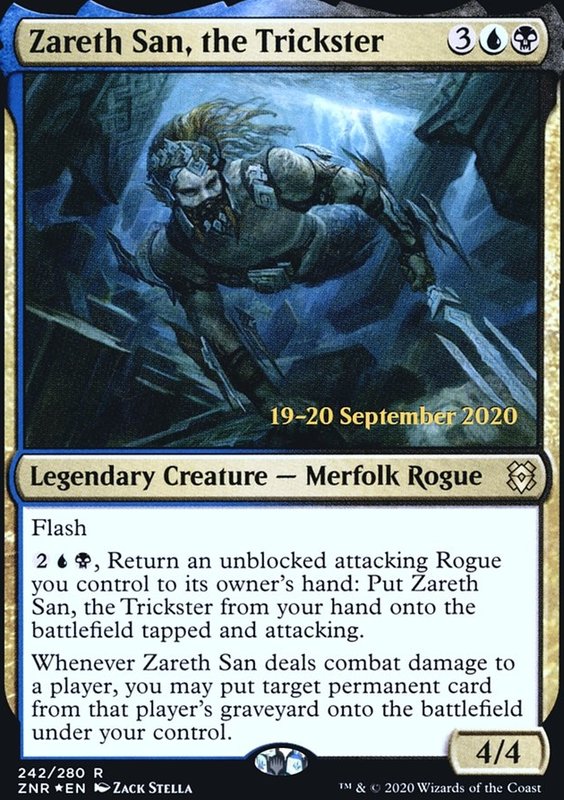 Zareth San, the Trickster 3
19-20 September 2020
Legendary Creature — Merfolk Rogue
Flash
2, Return an unblocked attacking Rogue
you control to its owner's hand: Put Zareth
San, the Trickster from your hand onto the
battlefield tapped and attacking.
Whenever Zareth San deals combat damage to
a player, you may put target permanent card
from that player's graveyard onto the battlefield
under your control.
4/4
242/280 R
ZNR ★ EN Zack Stella
™ & © 2020 Wizards of the Coast